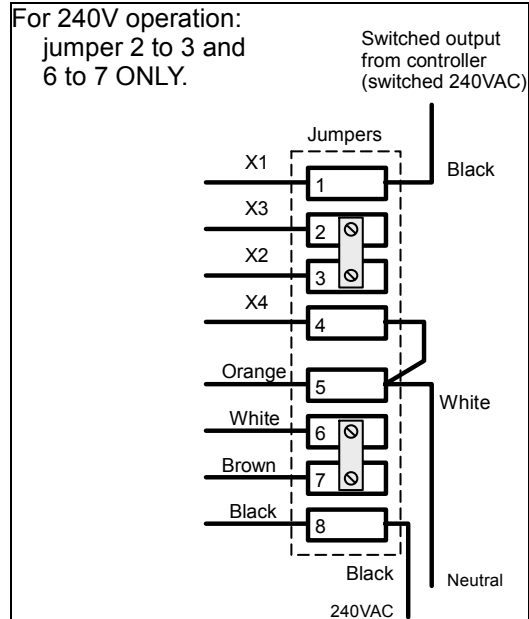 For 240V operation:
jumper 2 to 3 and
6 to 7 ONLY.
Switched output
from controller
(switched 240VAC)
Jumpers
Black
X1
1
X3
2
X2
3
X4
4
Orange
5
White
White
6
Brown
7
Black
8
Black
Neutral
240VAC